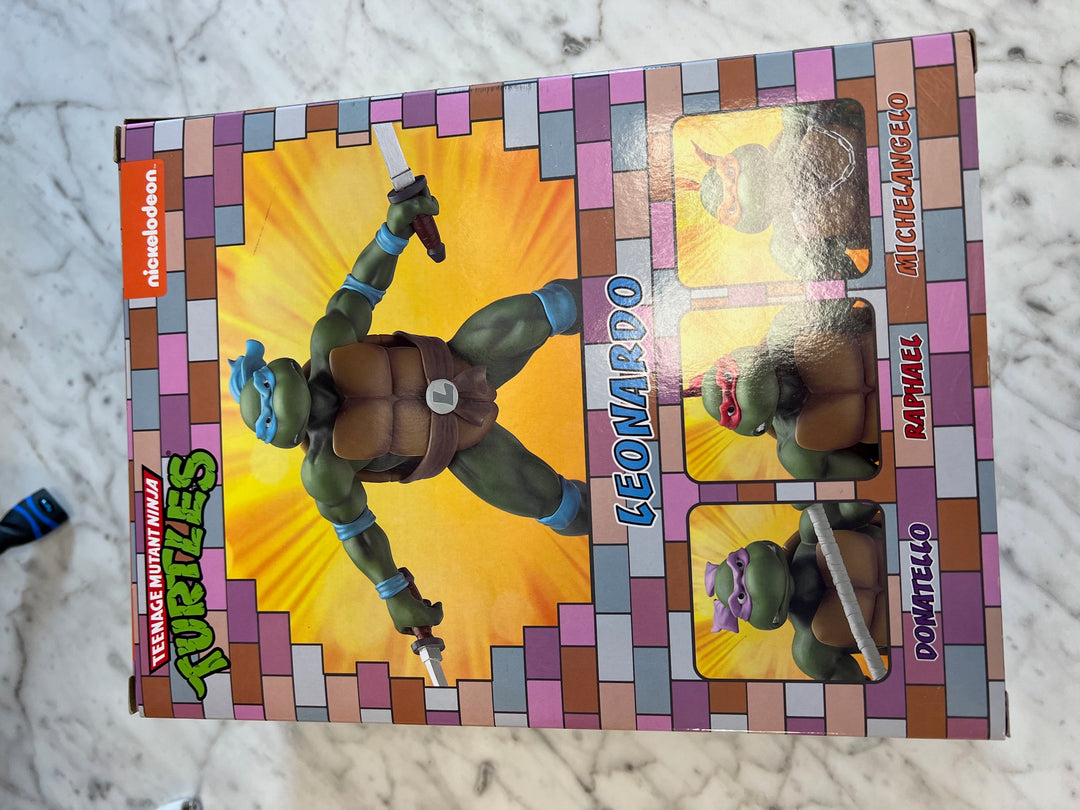 TEENAGE MUTANT NINJA
TURTLES
nickelodeon
L
LEONARDO
DONATELLO
RAPHAEL
MICHELANGELO